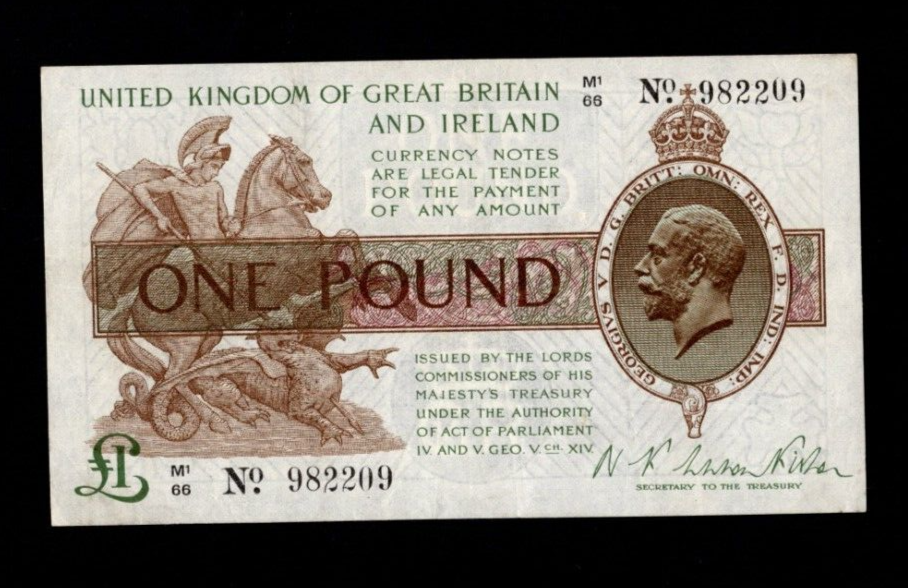 UNITED KINGDOM OF GREAT BRITAIN
AND IRELAND
M¹
66
Nº 982209
CURRENCY NOTES
ARE LEGAL TENDER
FOR THE PAYMENT
OF ANY AMOUNT
GEORGIVS V D. G. BRITT: OMN: REX F. D. IND: IMP:
ONE POUND
ISSUED BY THE LORDS
COMMISSIONERS OF HIS
MAJESTY'S TREASURY
UNDER THE AUTHORITY
OF ACT OF PARLIAMENT
IV. AND V. GEO. V. CH. XIV.
£1
M¹
66
Nº 982209
SECRETARY TO THE TREASURY